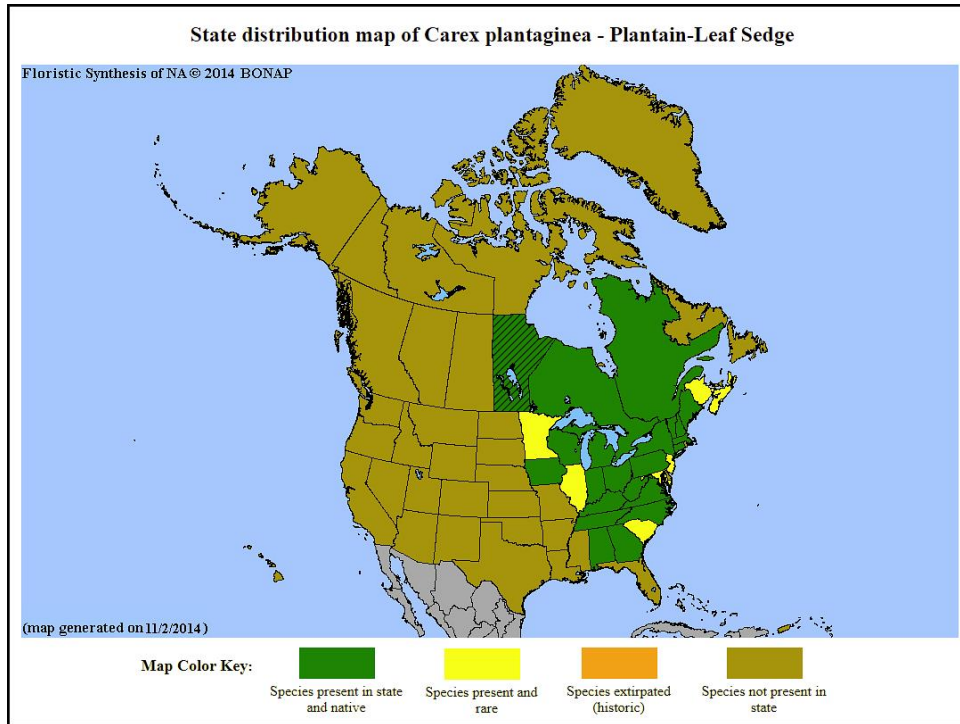 State distribution map of Carex plantaginea - Plantain-Leaf Sedge
Floristic Synthesis of NA © 2014 BONAP
(map generated on 11/2/2014)
Map Color Key:
Species present in state
and native
Species present and
rare
Species extirpated
(historic)
Species not present in
state